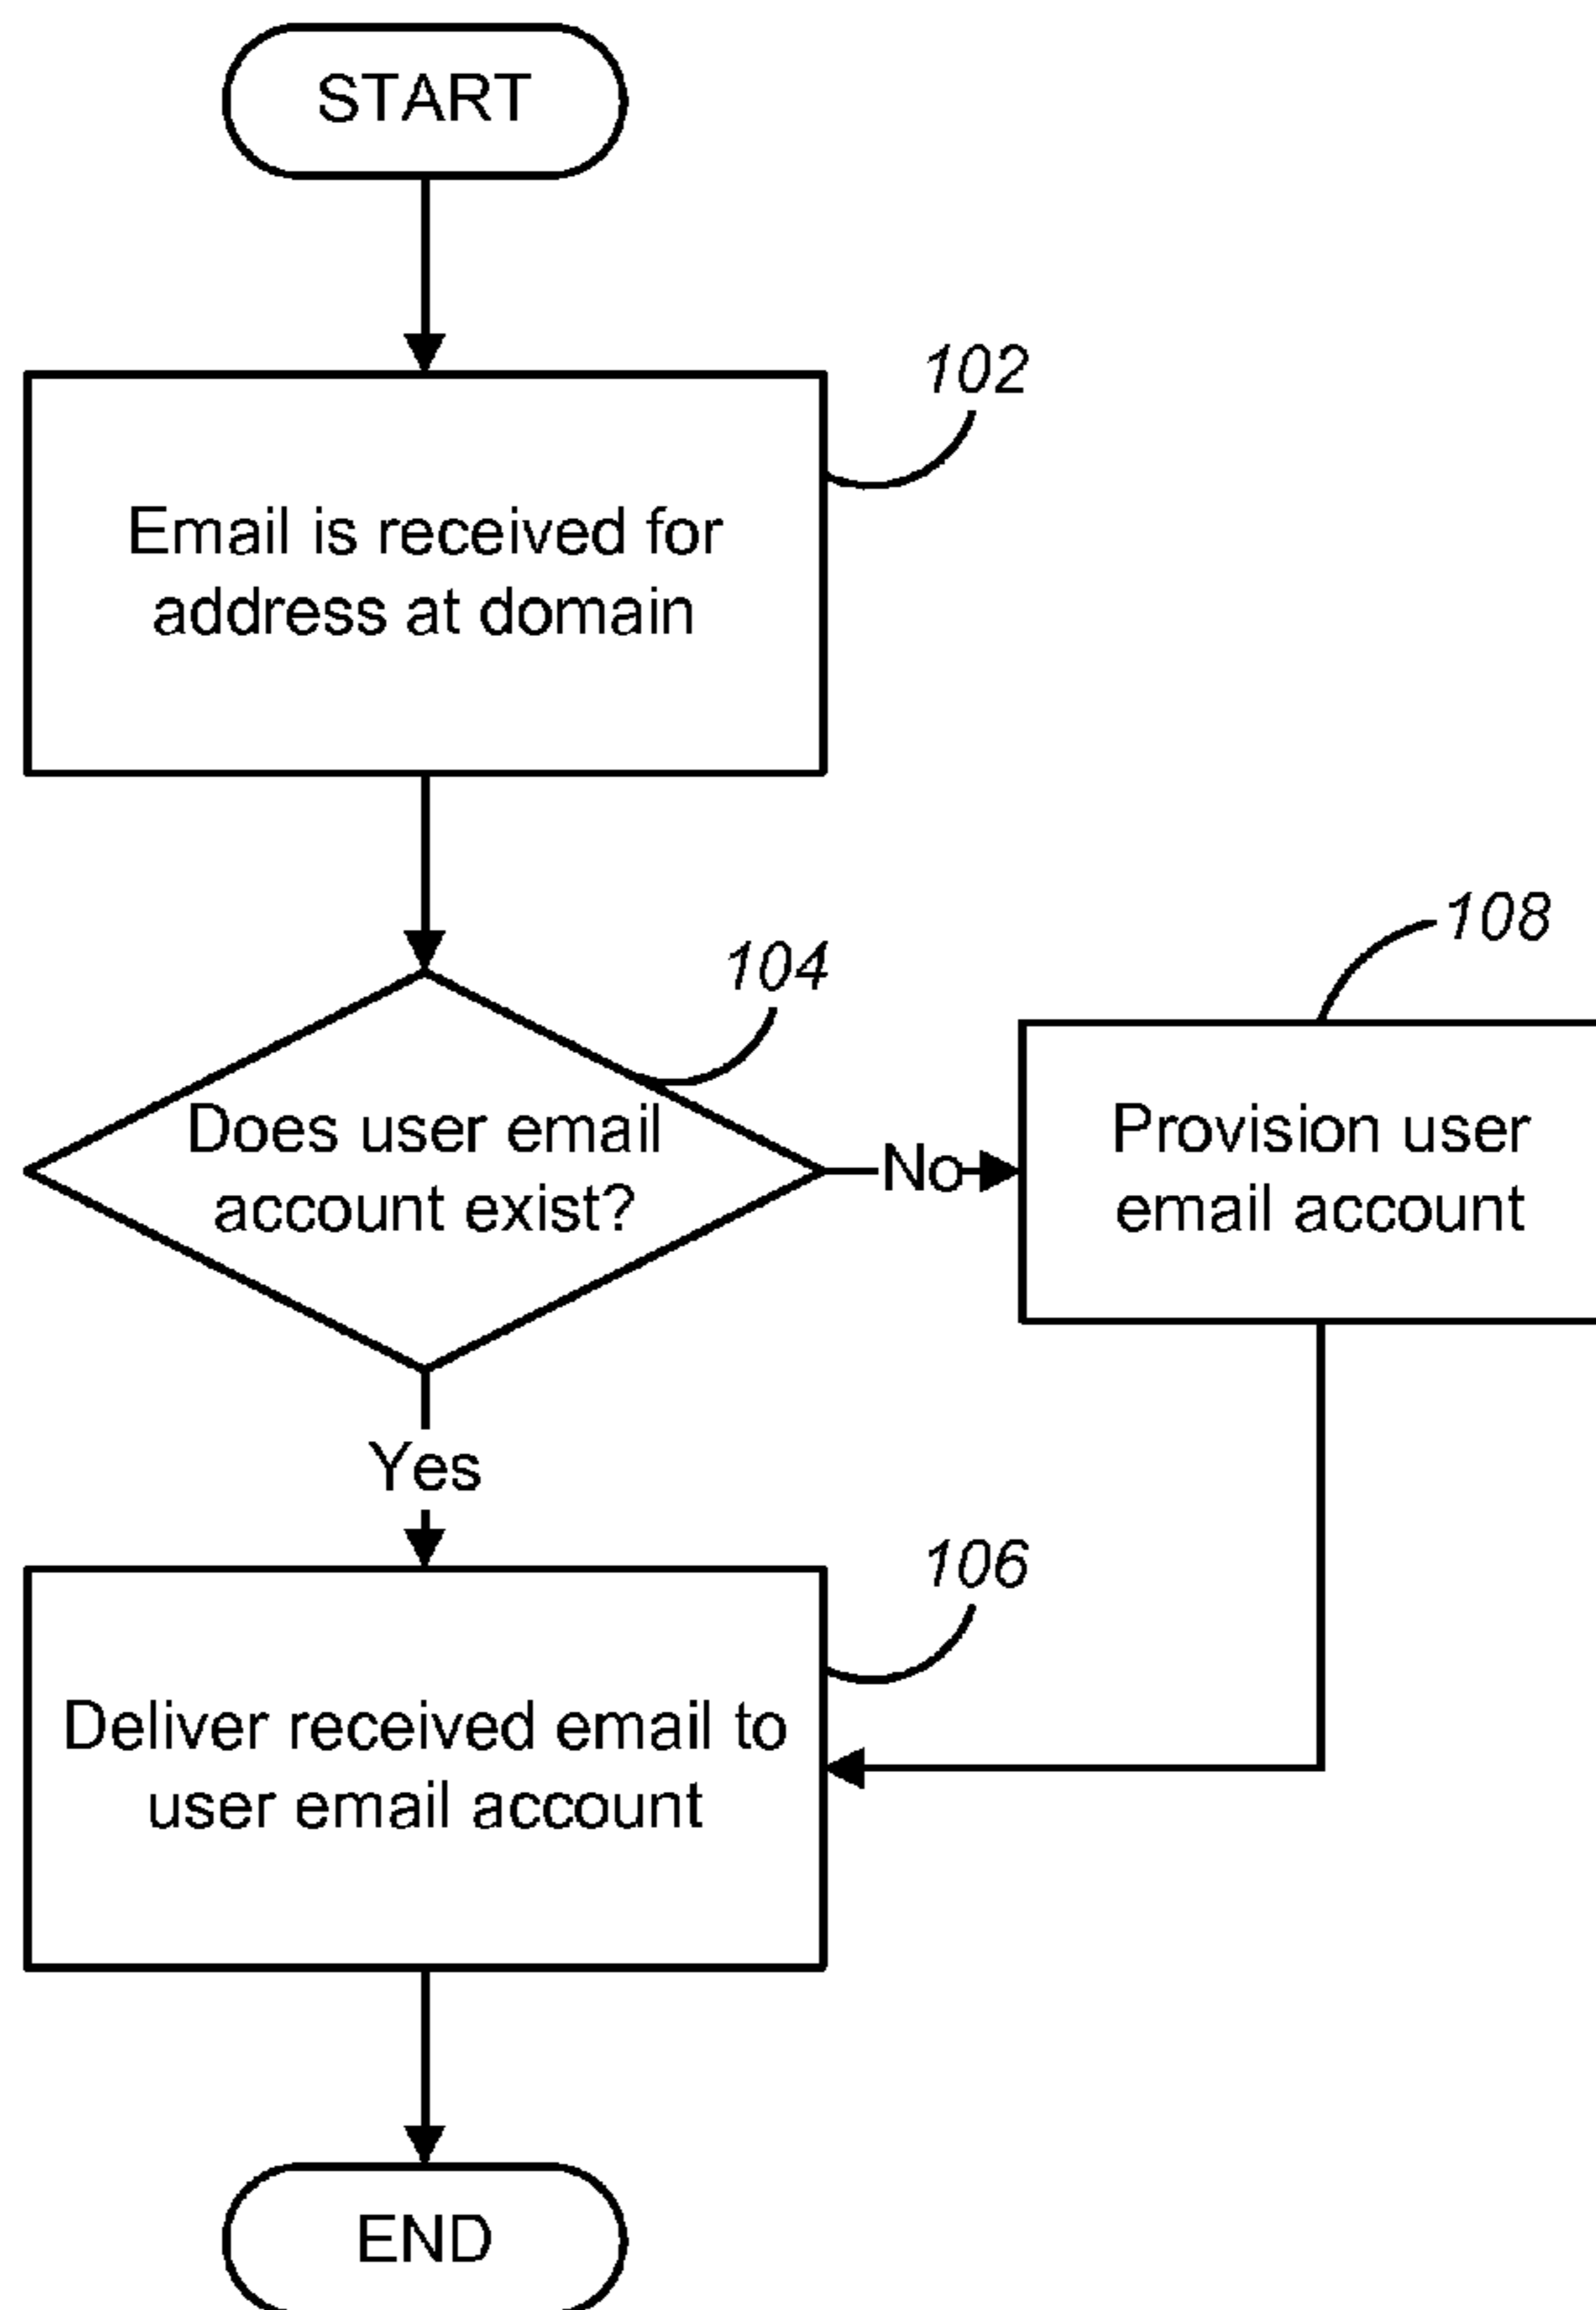 START
102
Email is received for
address at domain
104
108
Does user email
account exist?
No
Provision user
email account
Yes
106
Deliver received email to
user email account
END